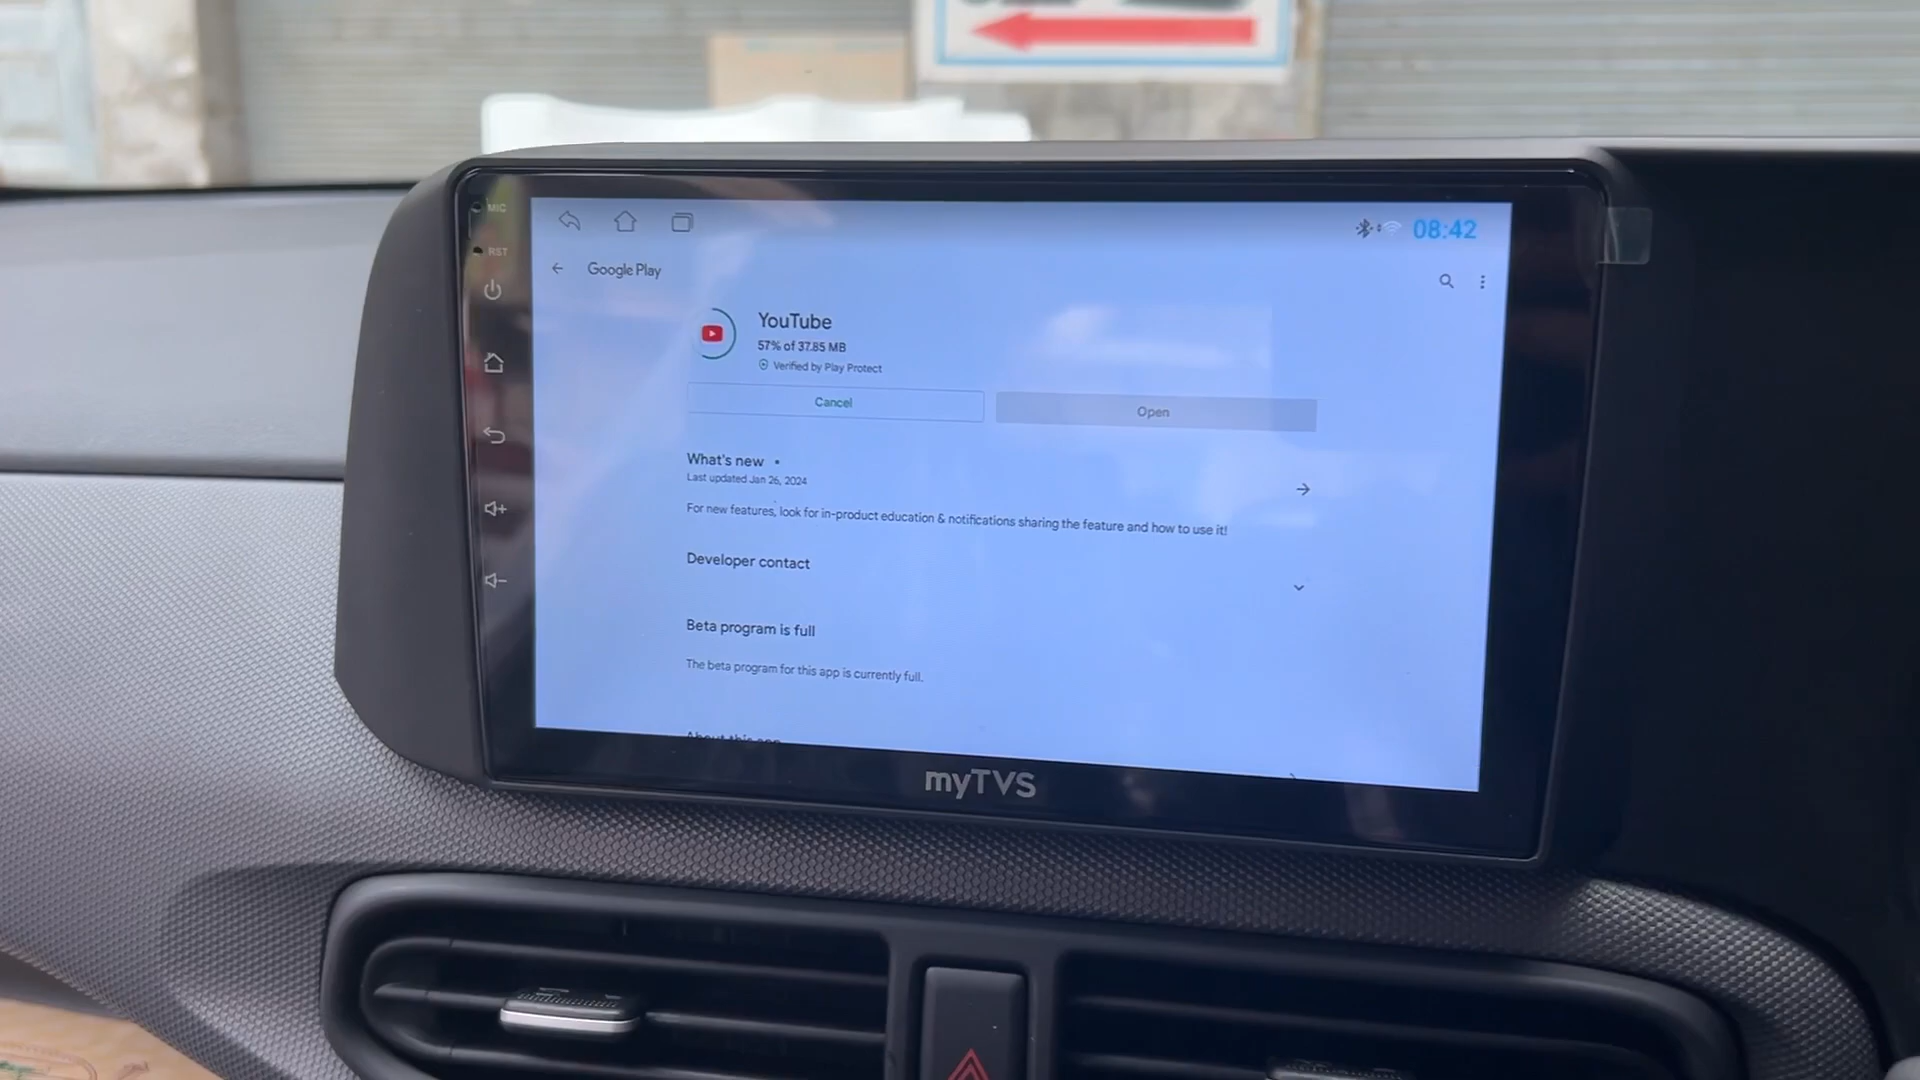 MIC
RST
08:42
Google Play
YouTube
57% of 37.85 MB
Verified by Play Protect
Cancel
Open
What's new •
Last updated Jan 26, 2024
For new features, look for in-product education & notifications sharing the feature and how to use it!
Developer contact
Beta program is full
The beta program for this app is currently full.
About this app
myTVS